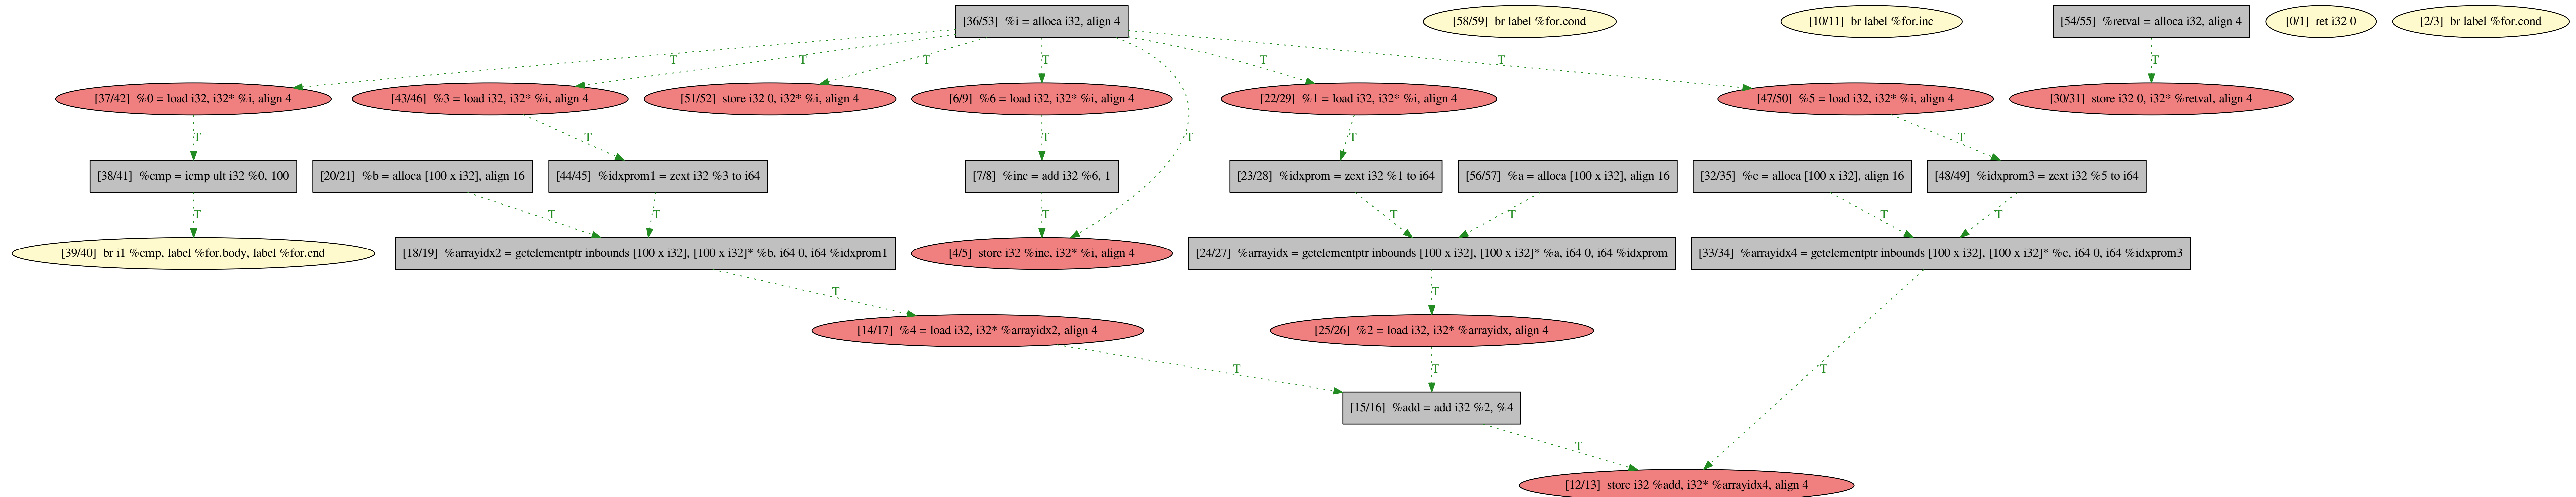 [36/53] %i = alloca i32, align 4
[58/59] br label %for.cond
[10/11] br label %for.inc
[54/55] %retval = alloca i32, align 4
[0/1] ret i32 0
[2/3] br label %for.cond
T
T
T
T
T
T
T
[37/42] %0 = load i32, i32* %i, align 4
[43/46] %3 = load i32, i32* %i, align 4
[51/52] store i32 0, i32* %i, align 4
[6/9] %6 = load i32, i32* %i, align 4
[22/29] %1 = load i32, i32* %i, align 4
[47/50] %5 = load i32, i32* %i, align 4
[30/31] store i32 0, i32* %retval, align 4
T
T
T
T
T
T
[38/41] %cmp = icmp ult i32 %0, 100
[20/21] %b = alloca [100 x i32], align 16
[44/45] %idxprom1 = zext i32 %3 to i64
[7/8] %inc = add i32 %6, 1
[23/28] %idxprom = zext i32 %1 to i64
[56/57] %a = alloca [100 x i32], align 16
[32/35] %c = alloca [100 x i32], align 16
[48/49] %idxprom3 = zext i32 %5 to i64
T
T
T
T
T
T
T
T
[39/40] br i1 %cmp, label %for.body, label %for.end
[18/19] %arrayidx2 = getelementptr inbounds [100 x i32], [100 x i32]* %b, i64 0, i64 %idxprom1
[4/5] store i32 %inc, i32* %i, align 4
[24/27] %arrayidx = getelementptr inbounds [100 x i32], [100 x i32]* %a, i64 0, i64 %idxprom
[33/34] %arrayidx4 = getelementptr inbounds [100 x i32], [100 x i32]* %c, i64 0, i64 %idxprom3
T
T
[14/17] %4 = load i32, i32* %arrayidx2, align 4
[25/26] %2 = load i32, i32* %arrayidx, align 4
T
T
T
[15/16] %add = add i32 %2, %4
T
[12/13] store i32 %add, i32* %arrayidx4, align 4